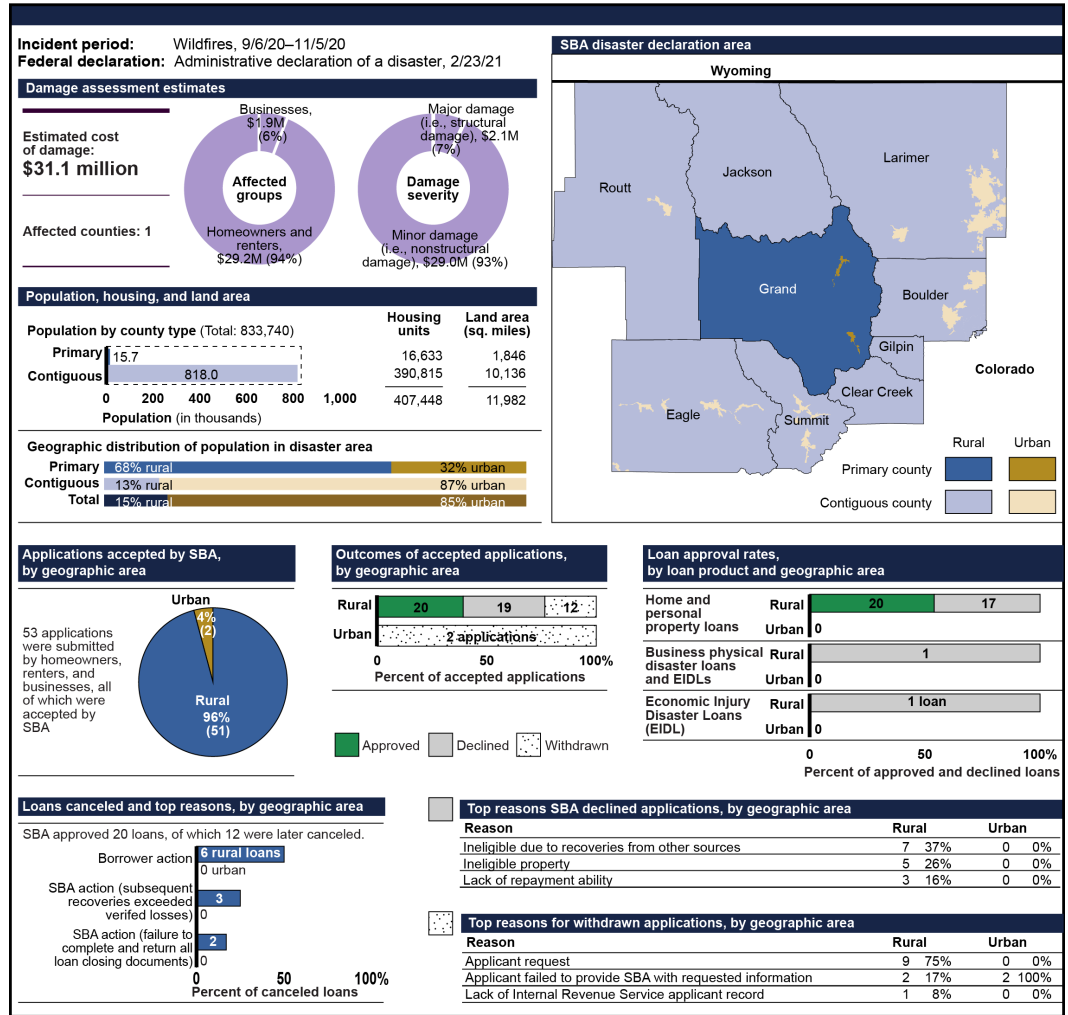 Incident period: Wildfires, 9/6/20–11/5/20
Federal declaration: Administrative declaration of a disaster, 2/23/21
Damage assessment estimates
Estimated cost
of damage:
$31.1 million
Affected counties: 1
Businesses,
$1.9M
(6%)
Affected
groups
Homeowners and
renters,
$29.2M (94%)
Major damage
(i.e., structural
damage), $2.1M
(7%)
Damage
severity
Minor damage
(i.e., nonstructural
damage), $29.0M (93%)
SBA disaster declaration area
Wyoming
Routt
Jackson
Larimer
Grand
Boulder
Gilpin
Clear Creek
Eagle
Summit
Colorado
Rural Urban
Primary county
Contiguous county
Population, housing, and land area
Population by county type (Total: 833,740)
Housing
units
Land area
(sq. miles)
Primary 15.7 16,633 1,846
Contiguous 818.0 390,815 10,136
407,448 11,982
0 200 400 600 800 1,000
Population (in thousands)
Geographic distribution of population in disaster area
Primary 68% rural 32% urban
Contiguous 13% rural 87% urban
Total 15% rural 85% urban
Applications accepted by SBA,
by geographic area
53 applications
were submitted
by homeowners,
renters, and
businesses, all
of which were
accepted by
SBA
Urban
4%
(2)
Rural
96%
(51)
Outcomes of accepted applications,
by geographic area
Rural 20 19 12
Urban 2 applications
0 50 100%
Percent of accepted applications
Approved Declined Withdrawn
Loan approval rates,
by loan product and geographic area
Home and
personal
property loans
Rural 20 17
Urban 0
Business physical
disaster loans
and EIDLs
Rural 1
Urban 0
Economic Injury
Disaster Loans
(EIDL)
Rural 1 loan
Urban 0
0 50 100%
Percent of approved and declined loans
Loans canceled and top reasons, by geographic area
SBA approved 20 loans, of which 12 were later canceled.
Borrower action
6 rural loans
0 urban
SBA action (subsequent
recoveries exceeded
verifed losses)
3
0
SBA action (failure to
complete and return all
loan closing documents)
2
0
0 50 100%
Percent of canceled loans
Top reasons SBA declined applications, by geographic area
Reason Rural Urban
Ineligible due to recoveries from other sources 7 37% 0 0%
Ineligible property 5 26% 0 0%
Lack of repayment ability 3 16% 0 0%
Top reasons for withdrawn applications, by geographic area
Reason Rural Urban
Applicant request 9 75% 0 0%
Applicant failed to provide SBA with requested information 2 17% 2 100%
Lack of Internal Revenue Service applicant record 1 8% 0 0%